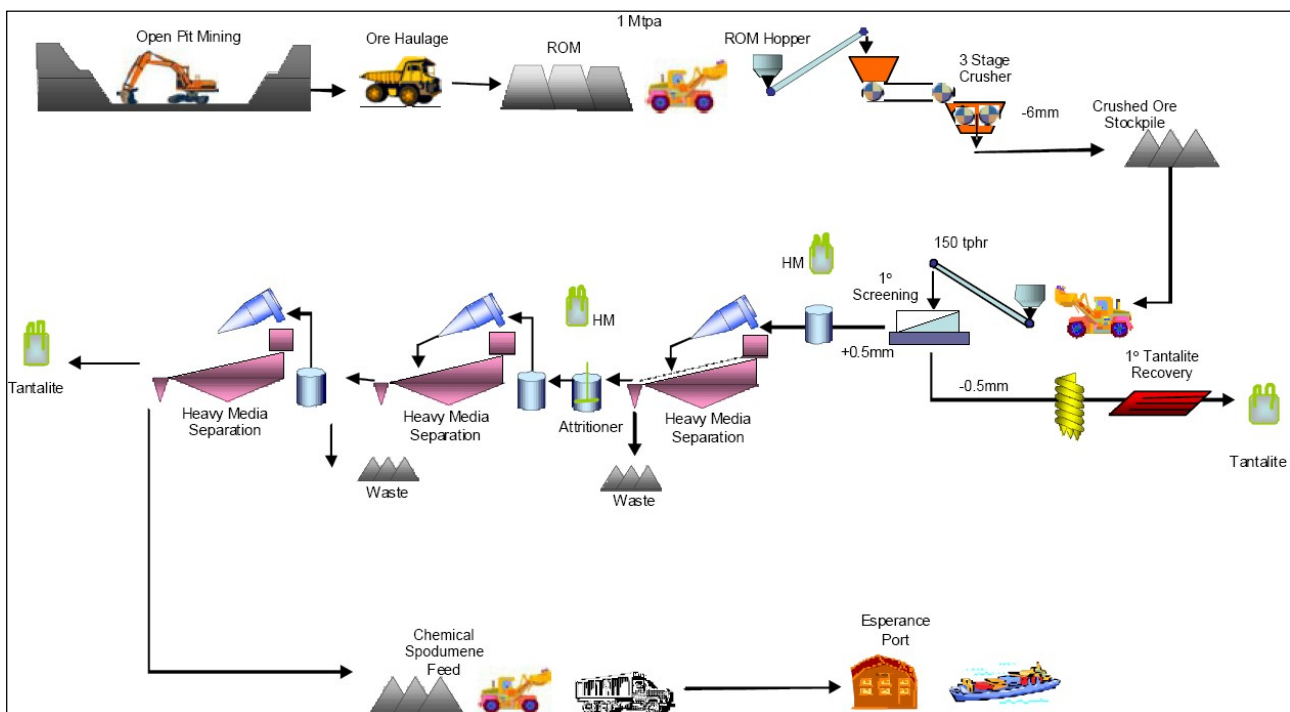 1 Mtpa
Open Pit Mining
Ore Haulage
ROM
ROM Hopper
3 Stage
Crusher
-6mm
Crushed Ore
Stockpile
150 tphr
HM
1º
Screening
+0.5mm
-0.5mm
1º Tantalite
Recovery
Tantalite
HM
Attritioner
Heavy Media
Separation
Heavy Media
Separation
Heavy Media
Separation
Tantalite
Waste
Waste
Chemical
Spodumene
Feed
Esperance
Port